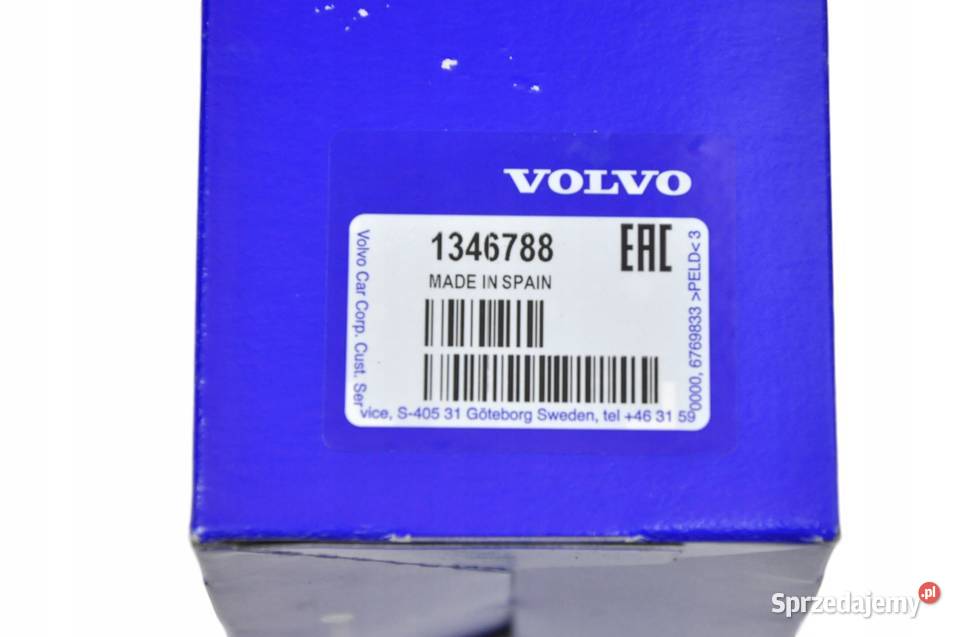 VOLVO
1346788
EAC
MADE IN SPAIN
Volvo Car Corp. Cust. Ser
vice, S-405 31 Göteborg Sweden, tel +46 31 59
0000, 6769833 >PELD< 3
Sprzedajemy.pl